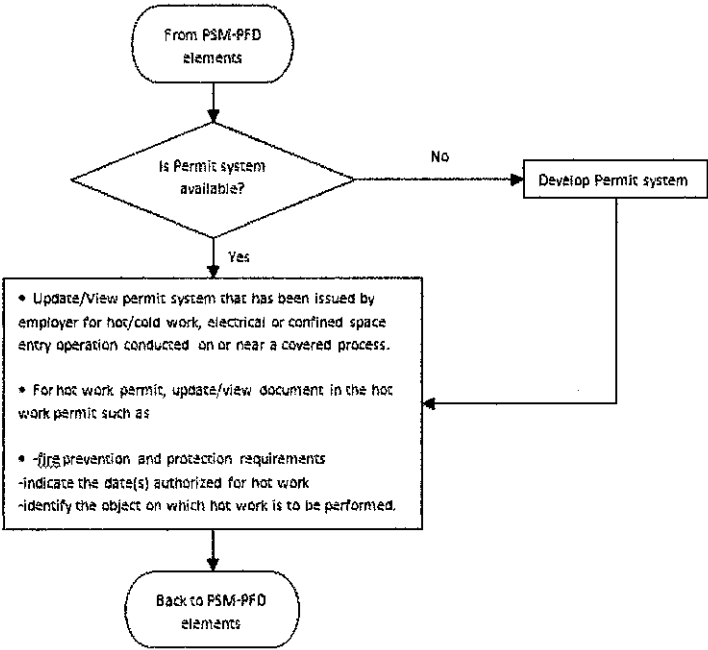 From PSM-PFD
elements
Is Permit system
available?
No
Develop Permit system
Yes
• Update/View permit system that has been issued by
employer for hot/cold work, electrical or confined space
entry operation conducted on or near a covered process.
• For hot work permit, update/view document in the hot
work permit such as
• -fire prevention and protection requirements
-indicate the date(s) authorized for hot work
-identify the object on which hot work is to be performed.
Back to PSM-PFD
elements